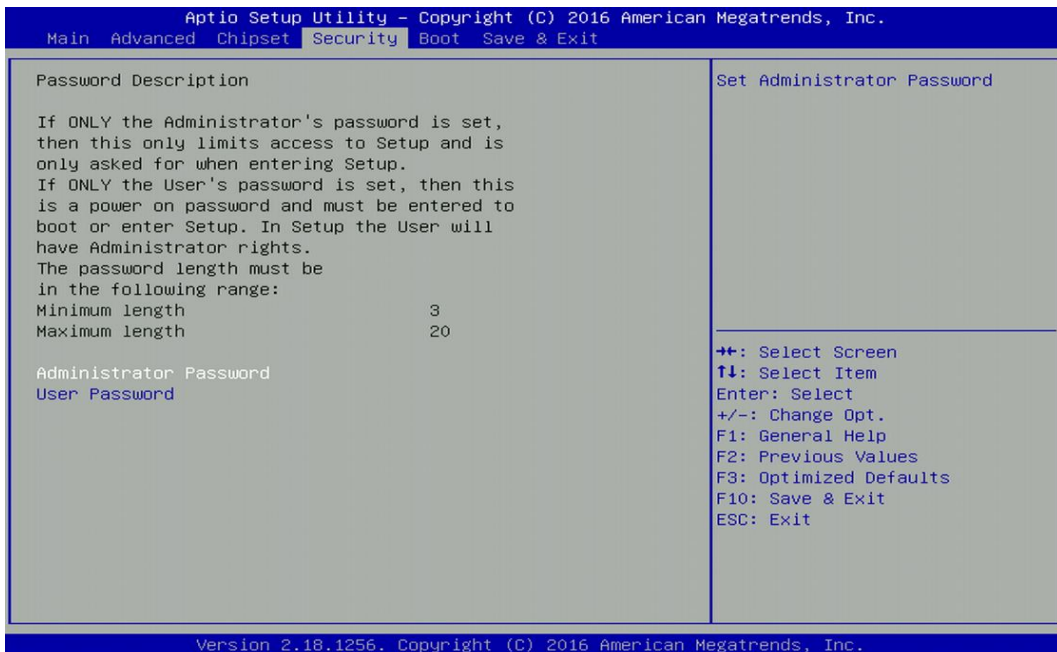 Aptio Setup Utility – Copyright (C) 2016 American Megatrends, Inc.
Main Advanced Chipset Security Boot Save & Exit
Password Description
If ONLY the Administrator's password is set,
then this only limits access to Setup and is
only asked for when entering Setup.
If ONLY the User's password is set, then this
is a power on password and must be entered to
boot or enter Setup. In Setup the User will
have Administrator rights.
The password length must be
in the following range:
Minimum length 3
Maximum length 20
Administrator Password
User Password
Set Administrator Password
→←: Select Screen
↑↓: Select Item
Enter: Select
+/-: Change Opt.
F1: General Help
F2: Previous Values
F3: Optimized Defaults
F10: Save & Exit
ESC: Exit
Version 2.18.1256. Copyright (C) 2016 American Megatrends, Inc.